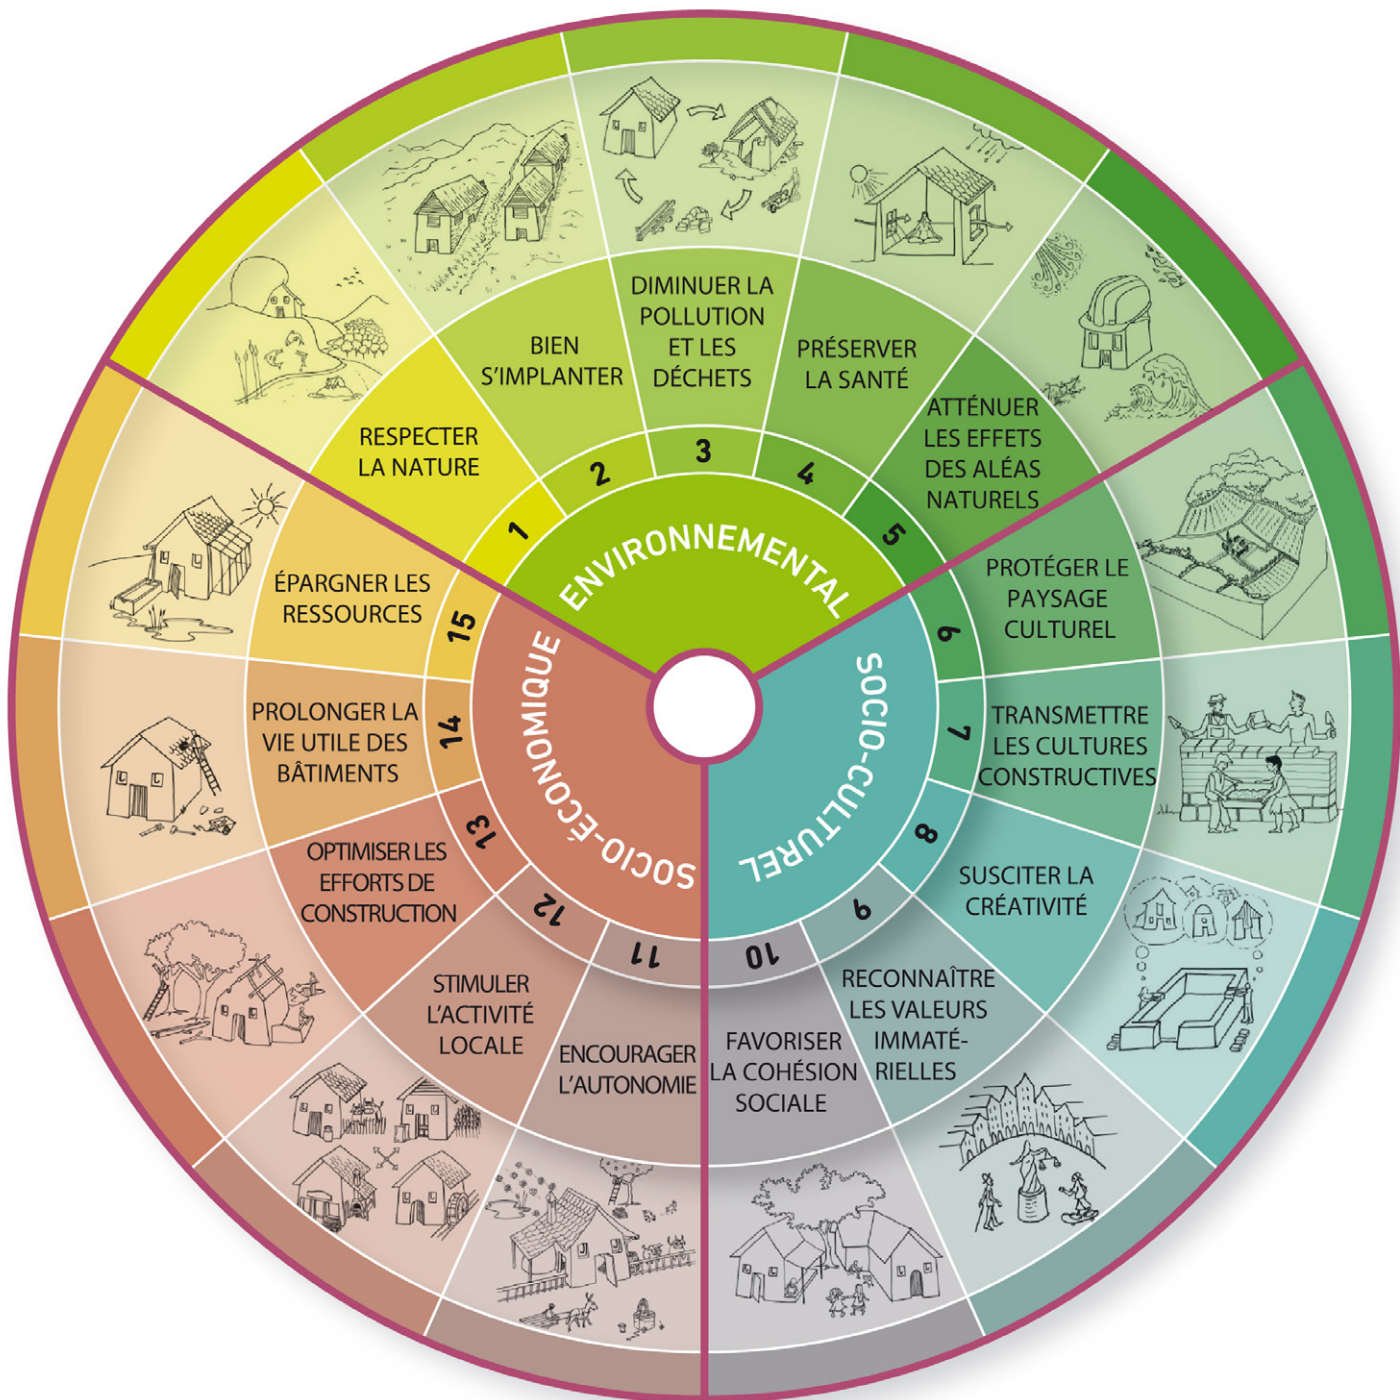 ENVIRONNEMENTAL
1
RESPECTER
LA NATURE
2
BIEN
S'IMPLANTER
3
DIMINUER LA
POLLUTION
ET LES
DÉCHETS
4
PRÉSERVER
LA SANTÉ
5
ATTÉNUER
LES EFFETS
DES ALÉAS
NATURELS
SOCIO-CULTUREL
6
PROTÉGER LE
PAYSAGE
CULTUREL
7
TRANSMETTRE
LES CULTURES
CONSTRUCTIVES
8
SUSCITER LA
CRÉATIVITÉ
9
RECONNAÎTRE
LES VALEURS
IMMATÉ-
RIELLES
10
FAVORISER
LA COHÉSION
SOCIALE
SOCIO-ÉCONOMIQUE
11
ENCOURAGER
L'AUTONOMIE
12
STIMULER
L'ACTIVITÉ
LOCALE
13
OPTIMISER LES
EFFORTS DE
CONSTRUCTION
14
PROLONGER LA
VIE UTILE DES
BÂTIMENTS
15
ÉPARGNER LES
RESSOURCES